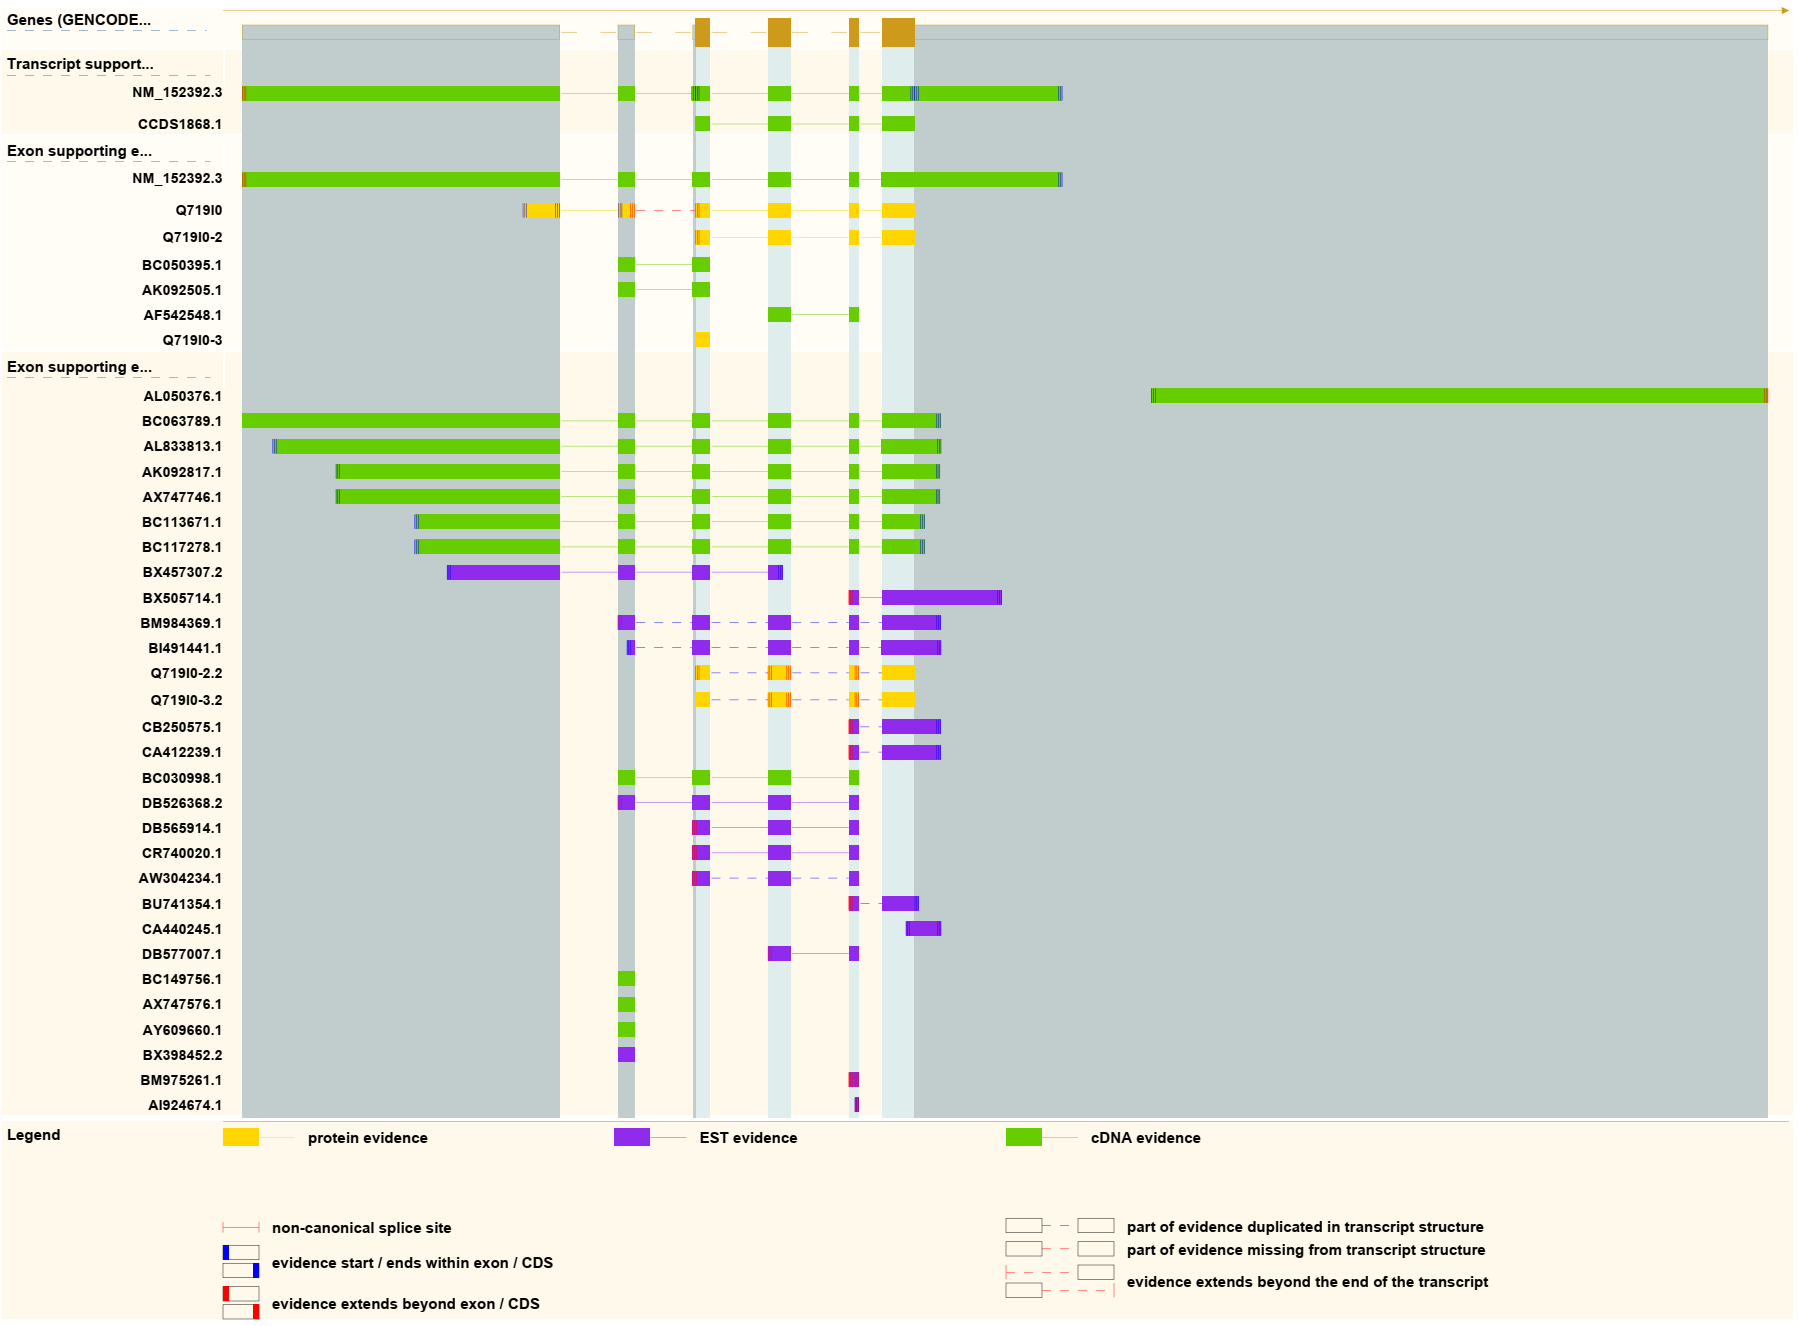 Genes (GENCODE...
Transcript support...
NM_152392.3
CCDS1868.1
Exon supporting e...
NM_152392.3
Q719I0
Q719I0-2
BC050395.1
AK092505.1
AF542548.1
Q719I0-3
Exon supporting e...
AL050376.1
BC063789.1
AL833813.1
AK092817.1
AX747746.1
BC113671.1
BC117278.1
BX457307.2
BX505714.1
BM984369.1
BI491441.1
Q719I0-2.2
Q719I0-3.2
CB250575.1
CA412239.1
BC030998.1
DB526368.2
DB565914.1
CR740020.1
AW304234.1
BU741354.1
CA440245.1
DB577007.1
BC149756.1
AX747576.1
AY609660.1
BX398452.2
BM975261.1
AI924674.1
Legend
protein evidence
EST evidence
cDNA evidence
non-canonical splice site
evidence start / ends within exon / CDS
evidence extends beyond exon / CDS
part of evidence duplicated in transcript structure
part of evidence missing from transcript structure
evidence extends beyond the end of the transcript